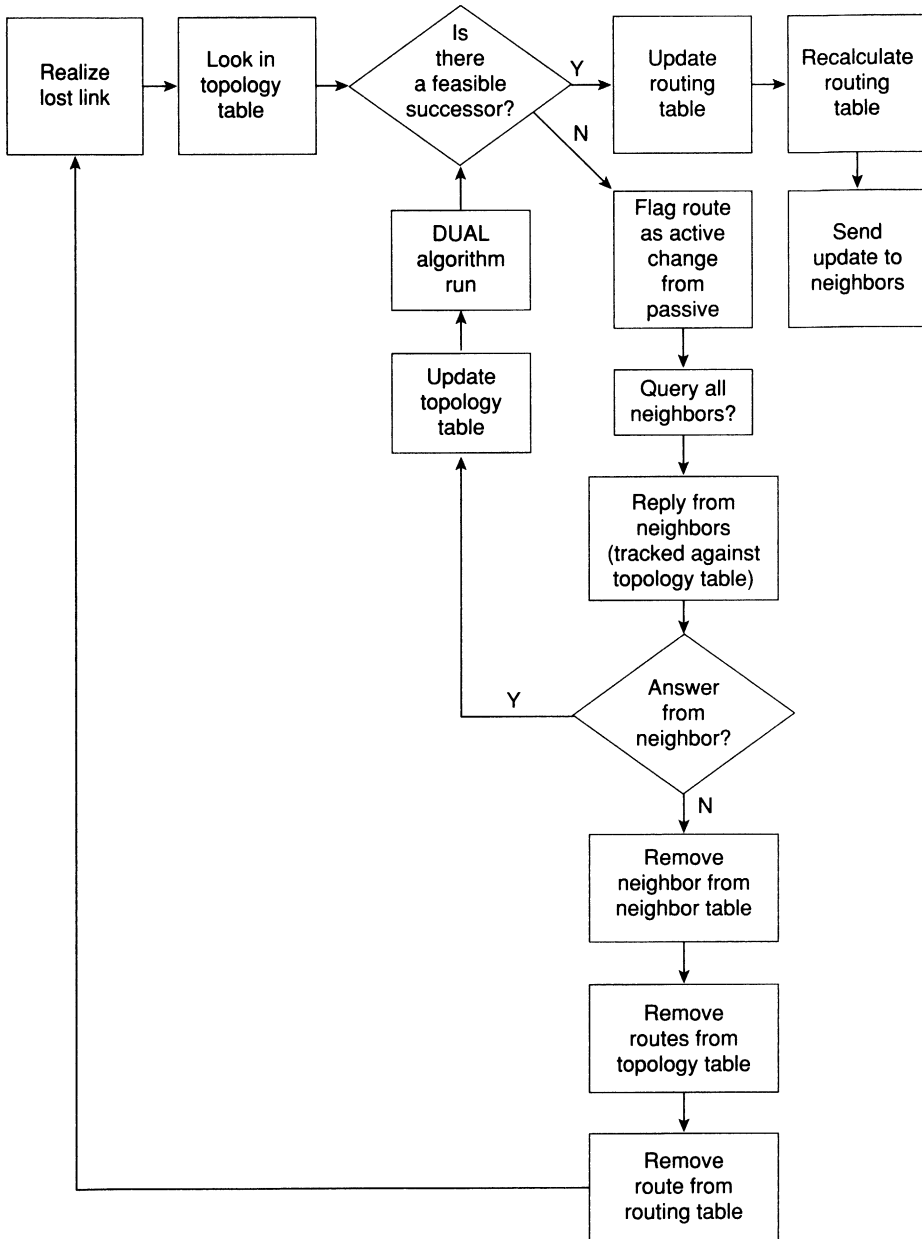 Realize
lost link
Look in
topology
table
Is
there
a feasible
successor?
Y
Update
routing
table
Recalculate
routing
table
N
Flag route
as active
change
from
passive
Send
update to
neighbors
DUAL
algorithm
run
Update
topology
table
Query all
neighbors?
Reply from
neighbors
(tracked against
topology table)
Answer
from
neighbor?
Y
N
Remove
neighbor from
neighbor table
Remove
routes from
topology table
Remove
route from
routing table